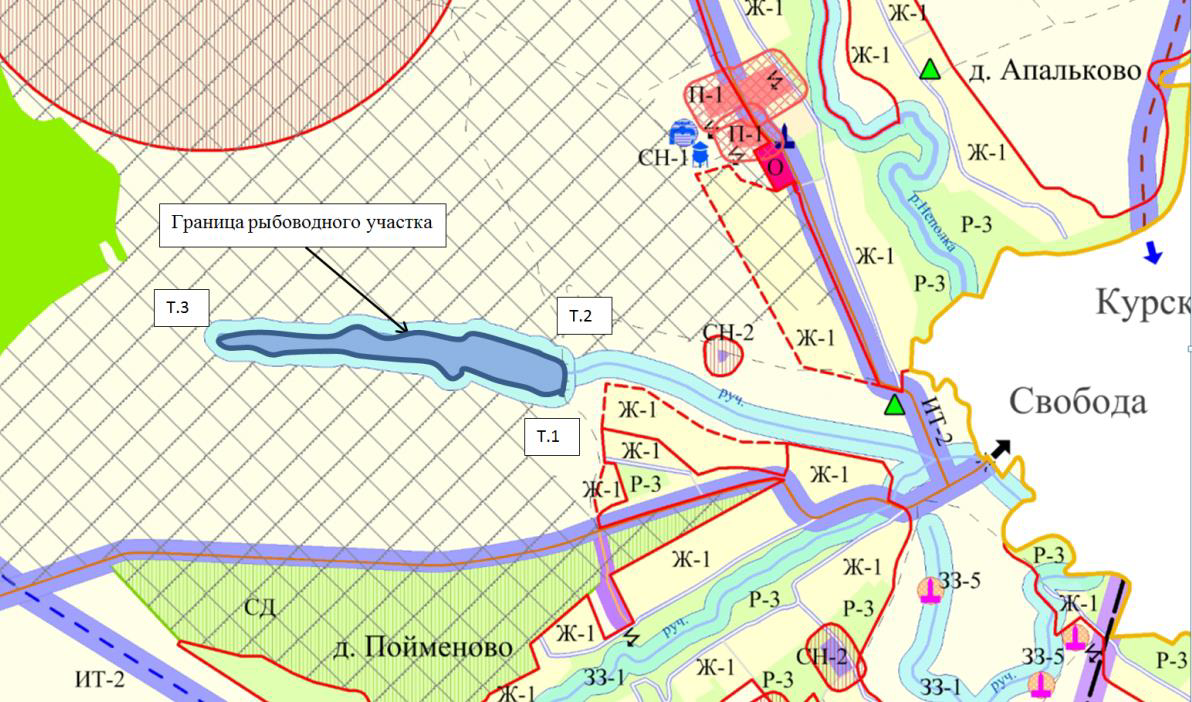 Ж-1
Ж-1
Ж-1
д. Апальково
П-1
П-1
СН-1
О
Ж-1
Граница рыбоводного участка
р.Неполка
Р-3
Ж-1
Р-3
Т.3
Т.2
Курск
СН-2
Ж-1
руч.
Ж-1
ИТ-2
Свобода
Т.1
Ж-1
Ж-1
Ж-1
Р-3
Ж-1
Ж-1
Р-3
ЗЗ-5
СД
Р-3
Р-3
Ж-1
д. Пойменово
Ж-1
руч.
СН-2
ЗЗ-5
Р-3
ИТ-2
Ж-1
ЗЗ-1
Ж-1
Р-3
ЗЗ-1
руч.